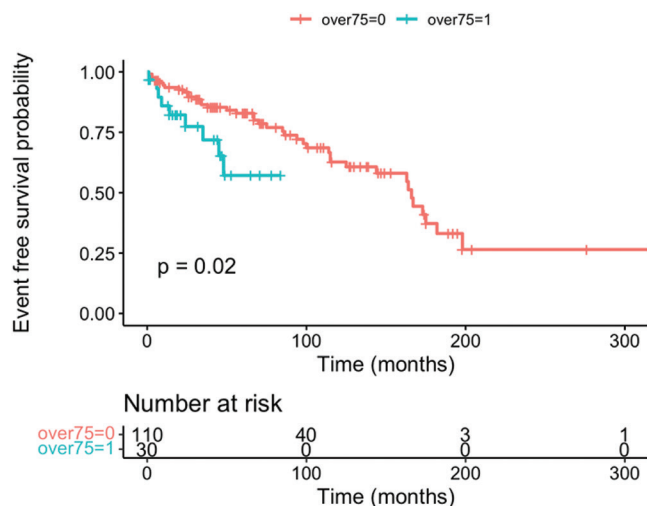 over75=0 over75=1
Event free survival probability
1.00
0.75
0.50
0.25
0.00
p = 0.02
0 100 200 300
Time (months)
Number at risk
over75=0 110 40 3 1
over75=1 30 0 0 0
0 100 200 300
Time (months)